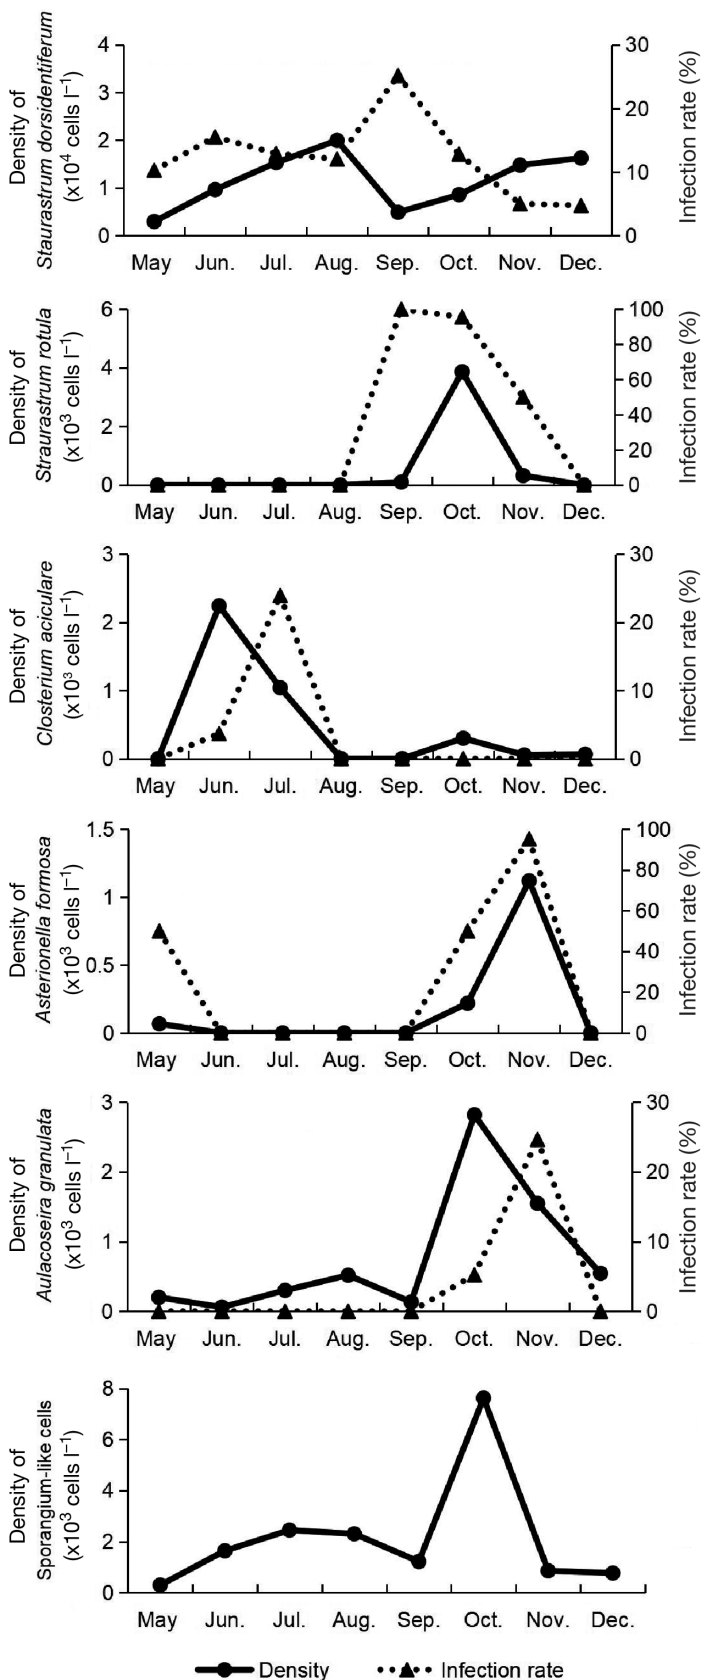 Density of
Staurastrum dorsidentiferum
(x10⁴ cells l⁻¹)
4
3
2
1
0
30
20
10
0
Infection rate (%)
May Jun. Jul. Aug. Sep. Oct. Nov. Dec.
Density of
Straurastrum rotula
(x10³ cells l⁻¹)
6
4
2
0
100
80
60
40
20
0
Infection rate (%)
May Jun. Jul. Aug. Sep. Oct. Nov. Dec.
Density of
Closterium aciculare
(x10³ cells l⁻¹)
3
2
1
0
30
20
10
0
Infection rate (%)
May Jun. Jul. Aug. Sep. Oct. Nov. Dec.
Density of
Asterionella formosa
(x10³ cells l⁻¹)
1.5
1
0.5
0
100
80
60
40
20
0
Infection rate (%)
May Jun. Jul. Aug. Sep. Oct. Nov. Dec.
Density of
Aulacoseira granulata
(x10³ cells l⁻¹)
3
2
1
0
30
20
10
0
Infection rate (%)
May Jun. Jul. Aug. Sep. Oct. Nov. Dec.
Density of
Sporangium-like cells
(x10³ cells l⁻¹)
8
6
4
2
0
May Jun. Jul. Aug. Sep. Oct. Nov. Dec.
Density Infection rate